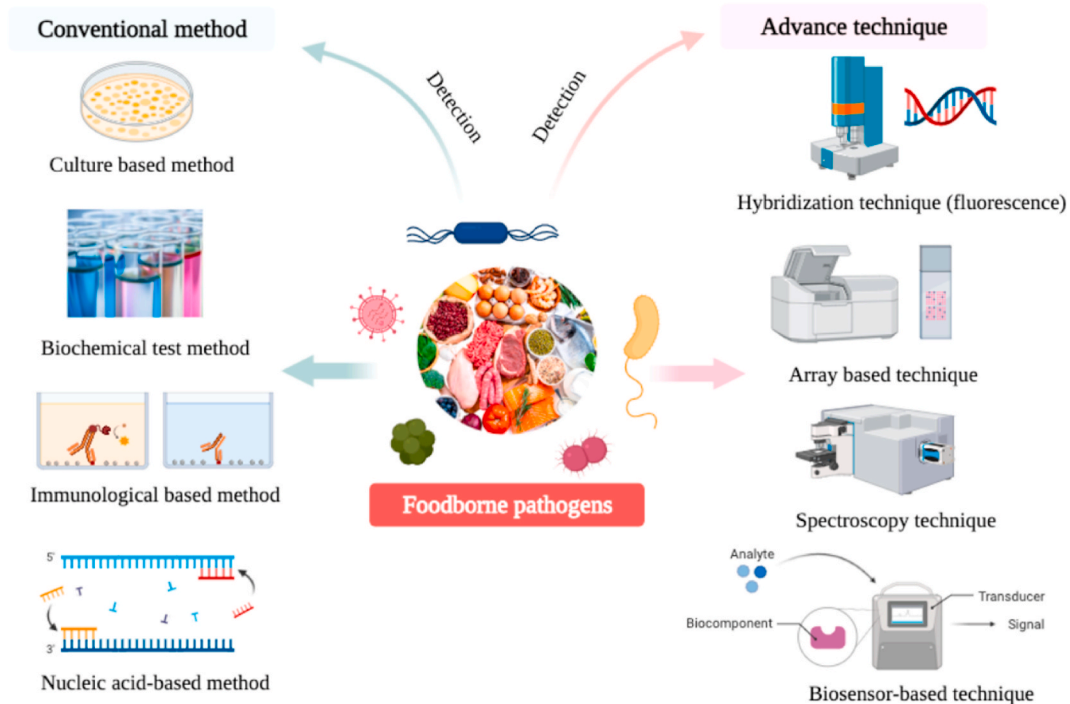 Conventional method
Detection
Detection
Advance technique
Culture based method
Hybridization technique (fluorescence)
Biochemical test method
Array based technique
Immunological based method
Foodborne pathogens
Spectroscopy technique
5'
3'
Nucleic acid-based method
Analyte
Transducer
Biocomponent
Signal
Biosensor-based technique